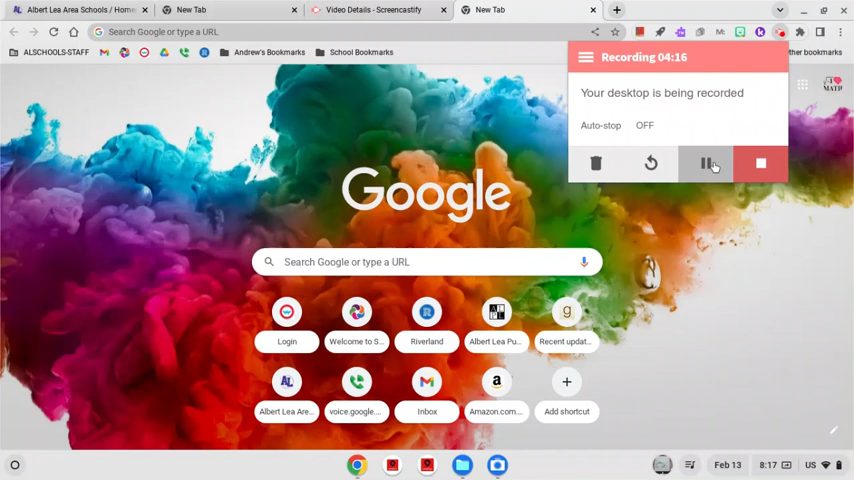 Albert Lea Area Schools / Home
New Tab
Video Details - Screencastify
New Tab
Search Google or type a URL
ALSCHOOLS-STAFF
Andrew's Bookmarks
School Bookmarks
other bookmarks
Recording 04:16
Your desktop is being recorded
Auto-stop OFF
MATH
Google
Search Google or type a URL
Login
Welcome to S...
Riverland
Albert Lea Pu...
Recent updat...
Albert Lea Are...
voice.google....
Inbox
Amazon.com...
Add shortcut
Feb 13
8:17
US